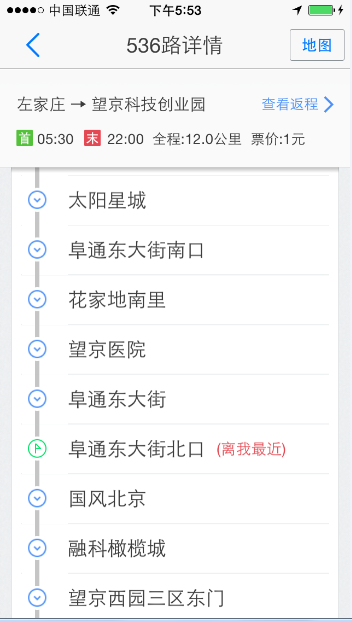 中国联通 下午5:53
536路详情 地图
左家庄 → 望京科技创业园 查看返程
首 05:30 末 22:00 全程:12.0公里 票价:1元
太阳星城
阜通东大街南口
花家地南里
望京医院
阜通东大街
阜通东大街北口 (离我最近)
国风北京
融科橄榄城
望京西园三区东门